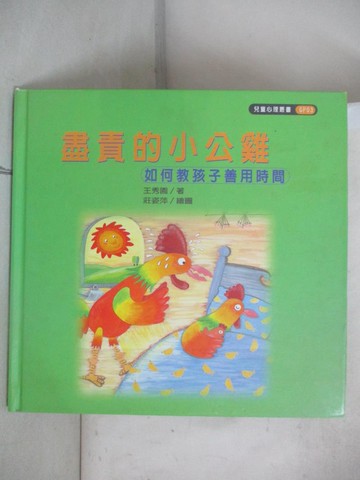 兒童心理叢書
盡責的小公雞
如何教孩子善用時間
王秀園／著
莊姿萍／繪圖